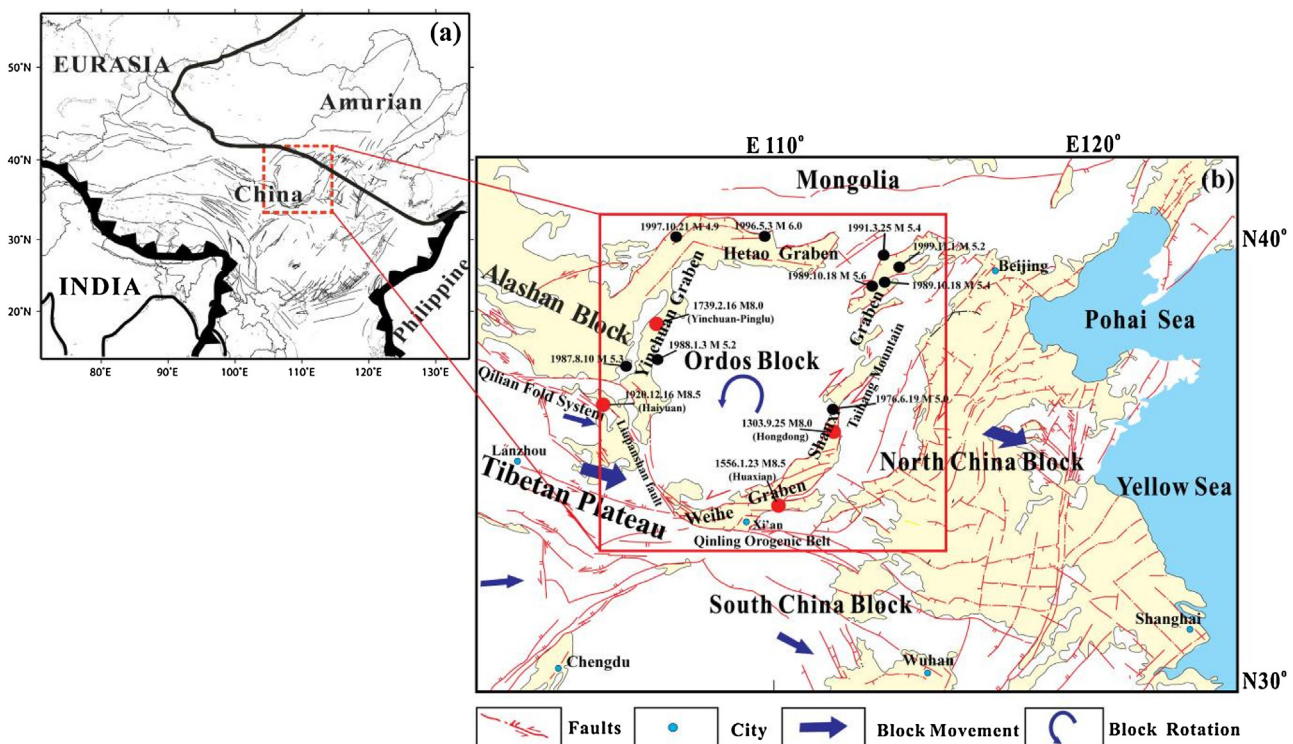 (a)
EURASIA
Amurian
China
INDIA
Philippine
50°N
40°N
30°N
20°N
80°E
90°E
100°E
110°E
120°E
130°E
E 110°
E120°
N40°
N30°
(b)
Mongolia
1997.10.21 M 4.9
1996.5.3 M 6.0
1991.3.25 M 5.4
1999.11.1 M 5.2
Hetao Graben
Beijing
1989.10.18 M 5.6
1989.10.18 M 5.4
Alashan Block
Yinchuan Graben
1739.2.16 M8.0
(Yinchuan-Pinglu)
Graben
Pohai Sea
1988.1.3 M 5.2
1987.8.10 M 5.3
Ordos Block
Taihang Mountain
Qilian Fold System
1920.12.16 M8.5
(Haiyuan)
1976.6.19 M 5.0
1303.9.25 M8.0
(Hongdong)
Shanxi
Liupanshan fault
Lanzhou
1556.1.23 M8.5
(Huaxian)
North China Block
Tibetan Plateau
Yellow Sea
Weihe Graben
Xi'an
Qinling Orogenic Belt
South China Block
Shanghai
Chengdu
Wuhan
Faults
City
Block Movement
Block Rotation